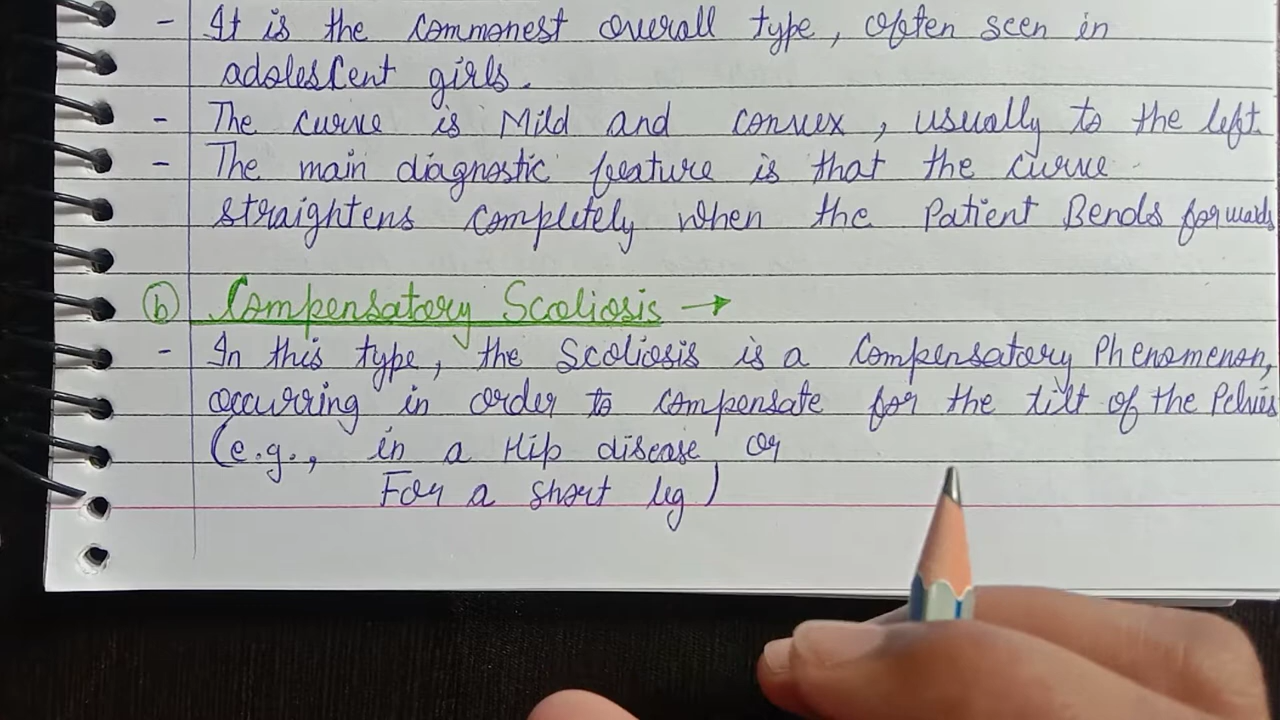 - It is the commonest overall type, often seen in
adolescent girls.
- The curve is Mild and convex, usually to the left.
- The main diagnostic feature is that the curve
straightens completely when the Patient Bends forwards
(b) Compensatory Scoliosis →
- In this type, the Scoliosis is a Compensatory Phenomenon,
occurring in order to compensate for the tilt of the Pelvis
(e.g., in a Hip disease or
For a short leg)